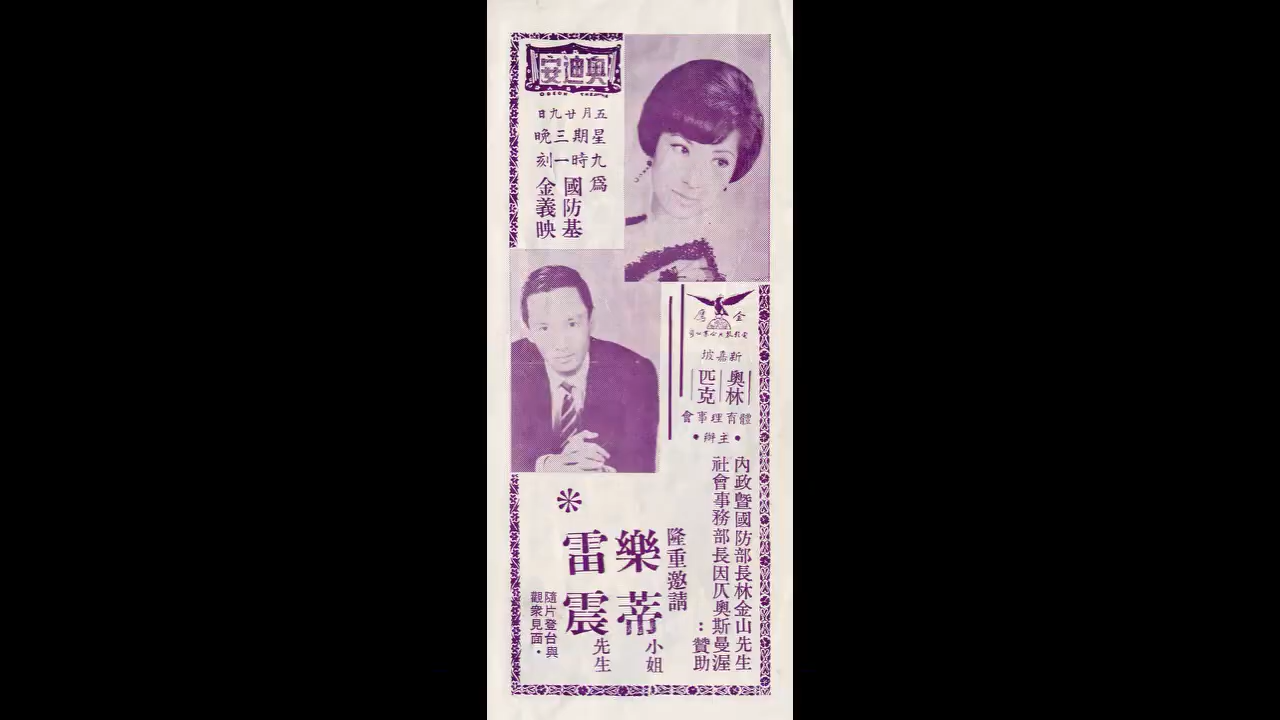 奧迪安
ODEON
五月廿九日
星期三晚
九時一刻
爲
國防基
金義映
金鷹
新嘉坡
奧林
匹克
體育理事會
•主辦•
內政暨國防部長林金山先生
社會事務部長因仄奧斯曼渥
：贊助
隆重邀請
樂蒂小姐
雷震先生
＊
隨片登台與
觀衆見面．